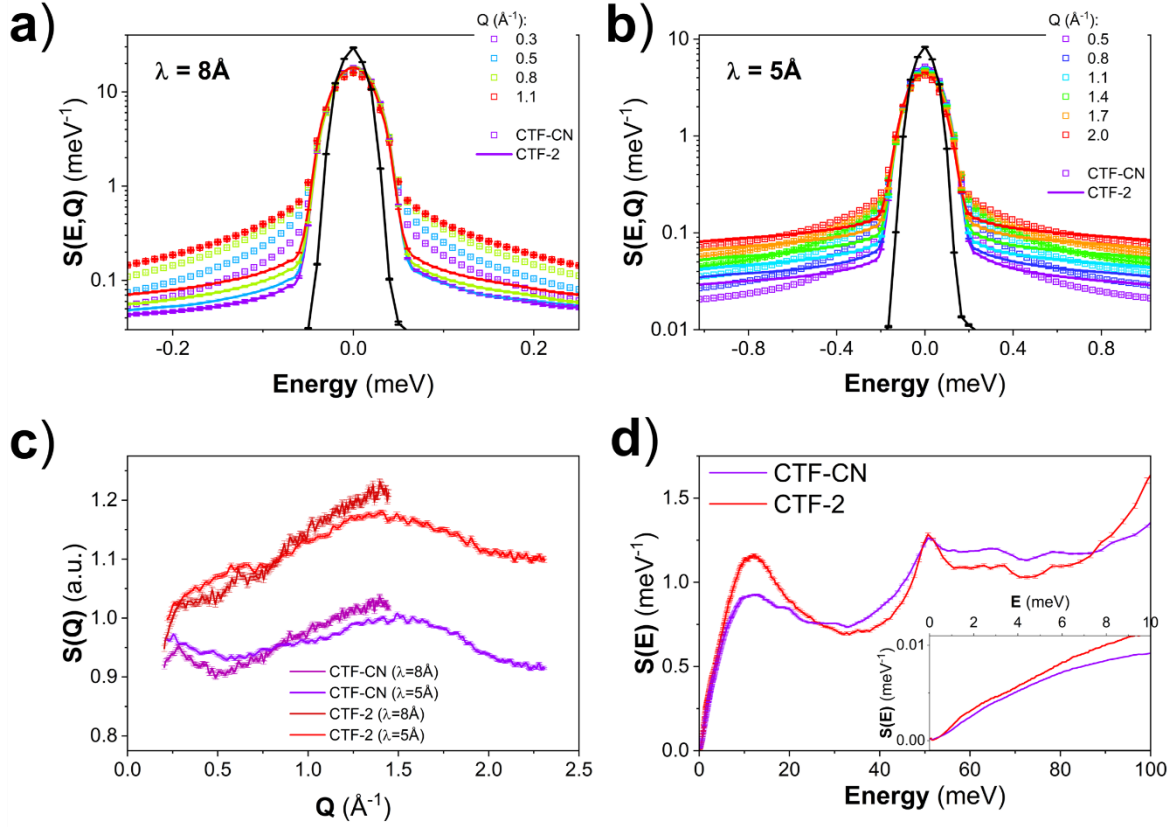 a)
λ = 8Å
Q (Å⁻¹):
0.3
0.5
0.8
1.1
CTF-CN
CTF-2
10
1
0.1
S(E,Q) (meV⁻¹)
-0.2
0.0
0.2
Energy (meV)
b)
λ = 5Å
Q (Å⁻¹):
0.5
0.8
1.1
1.4
1.7
2.0
CTF-CN
CTF-2
10
1
0.1
0.01
S(E,Q) (meV⁻¹)
-0.8
-0.4
0.0
0.4
0.8
Energy (meV)
c)
1.2
1.1
1.0
0.9
0.8
S(Q) (a.u.)
CTF-CN (λ=8Å)
CTF-CN (λ=5Å)
CTF-2 (λ=8Å)
CTF-2 (λ=5Å)
0.0
0.5
1.0
1.5
2.0
2.5
Q (Å⁻¹)
d)
CTF-CN
CTF-2
1.5
1.0
0.5
0.0
S(E) (meV⁻¹)
E (meV)
0
2
4
6
8
10
0.01
0.00
S(E) (meV⁻¹)
0
20
40
60
80
100
Energy (meV)